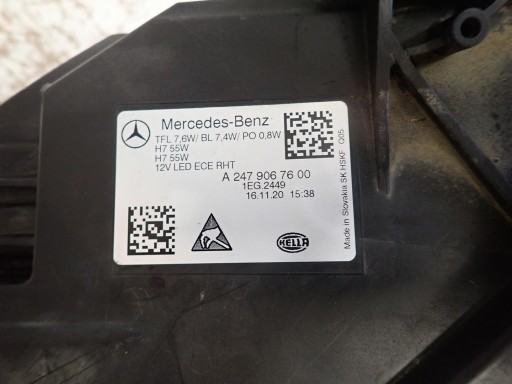 Mercedes-Benz
TFL 7,6W/ BL 7,4W/ PO 0,8W
H7 55W
H7 55W
12V LED ECE RHT
A 247 906 76 00
1EG.2449
16.11.20 15:38
HELLA
Made in Slovakia SK HSKF Q05